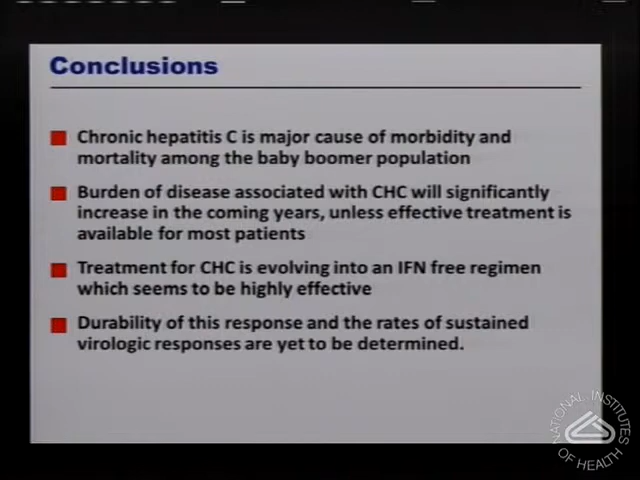 Conclusions
Chronic hepatitis C is major cause of morbidity and
mortality among the baby boomer population
Burden of disease associated with CHC will significantly
increase in the coming years, unless effective treatment is
available for most patients
Treatment for CHC is evolving into an IFN free regimen
which seems to be highly effective
Durability of this response and the rates of sustained
virologic responses are yet to be determined.
NATIONAL INSTITUTES
OF HEALTH